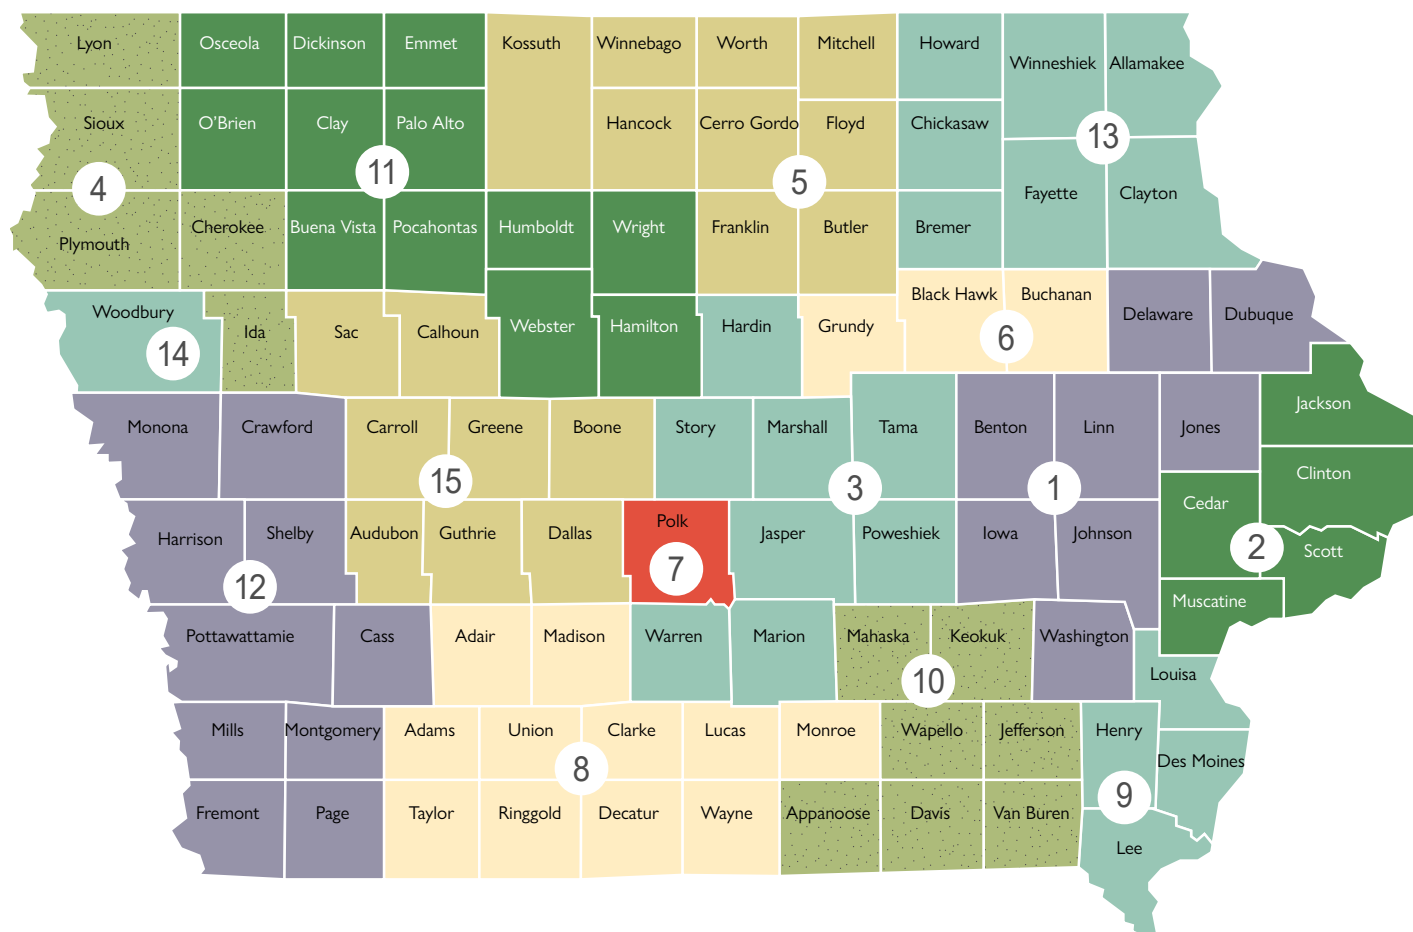 Lyon
Osceola
Dickinson
Emmet
Kossuth
Winnebago
Worth
Mitchell
Howard
Winneshiek
Allamakee
Sioux
O'Brien
Clay
Palo Alto
Hancock
Cerro Gordo
Floyd
Chickasaw
13
4
11
5
Plymouth
Cherokee
Buena Vista
Pocahontas
Humboldt
Wright
Franklin
Butler
Bremer
Fayette
Clayton
Woodbury
14
Ida
Sac
Calhoun
Webster
Hamilton
Hardin
Grundy
Black Hawk
Buchanan
6
Delaware
Dubuque
Monona
Crawford
Carroll
Greene
Boone
Story
Marshall
Tama
Benton
Linn
Jones
Jackson
15
3
1
Clinton
Harrison
Shelby
Audubon
Guthrie
Dallas
Polk
7
Jasper
Poweshiek
Iowa
Johnson
Cedar
2
Scott
12
Muscatine
Pottawattamie
Cass
Adair
Madison
Warren
Marion
Mahaska
Keokuk
Washington
10
Louisa
Mills
Montgomery
Adams
Union
Clarke
Lucas
Monroe
Wapello
Jefferson
Henry
Des Moines
8
9
Fremont
Page
Taylor
Ringgold
Decatur
Wayne
Appanoose
Davis
Van Buren
Lee